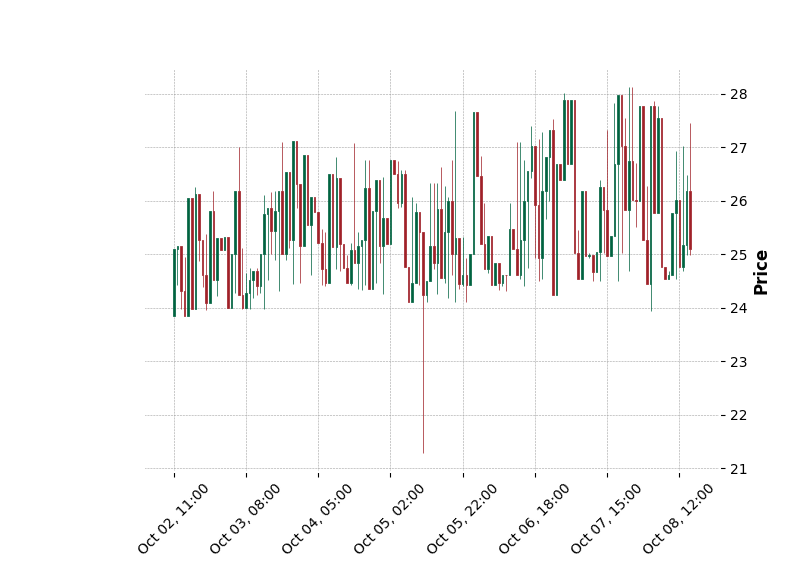 28
27
26
25
24
23
22
21
Price
Oct 02, 11:00
Oct 03, 08:00
Oct 04, 05:00
Oct 05, 02:00
Oct 05, 22:00
Oct 06, 18:00
Oct 07, 15:00
Oct 08, 12:00